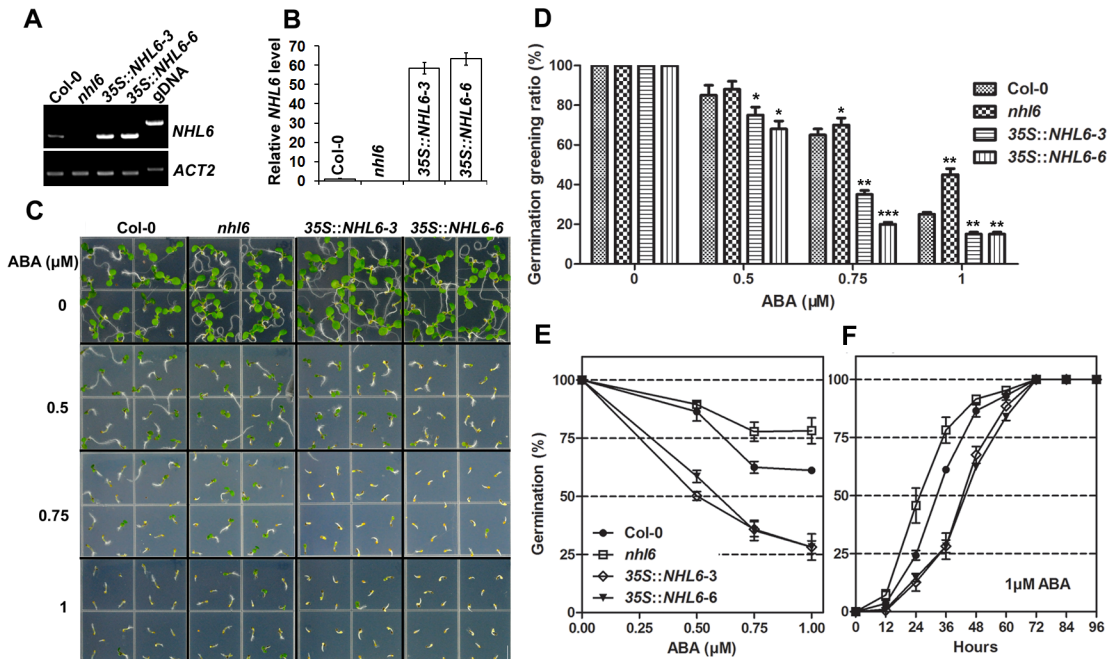 A
Col-0
nhl6
35S::NHL6-3
35S::NHL6-6
gDNA
NHL6
ACT2
B
Relative NHL6 level
70
60
50
40
30
20
10
0
Col-0
nhl6
35S::NHL6-3
35S::NHL6-6
C
Col-0 nhl6 35S::NHL6-3 35S::NHL6-6
ABA (µM)
0
0.5
0.75
1
D
Germination greening ratio (%)
100
80
60
40
20
0
* * * ** *** ** ** **
Col-0
nhl6
35S::NHL6-3
35S::NHL6-6
0 0.5 0.75 1
ABA (µM)
E
Germination (%)
100
75
50
25
0
Col-0
nhl6
35S::NHL6-3
35S::NHL6-6
0.00 0.25 0.50 0.75 1.00
ABA (µM)
F
100
75
50
25
0
1µM ABA
0 12 24 36 48 60 72 84 96
Hours